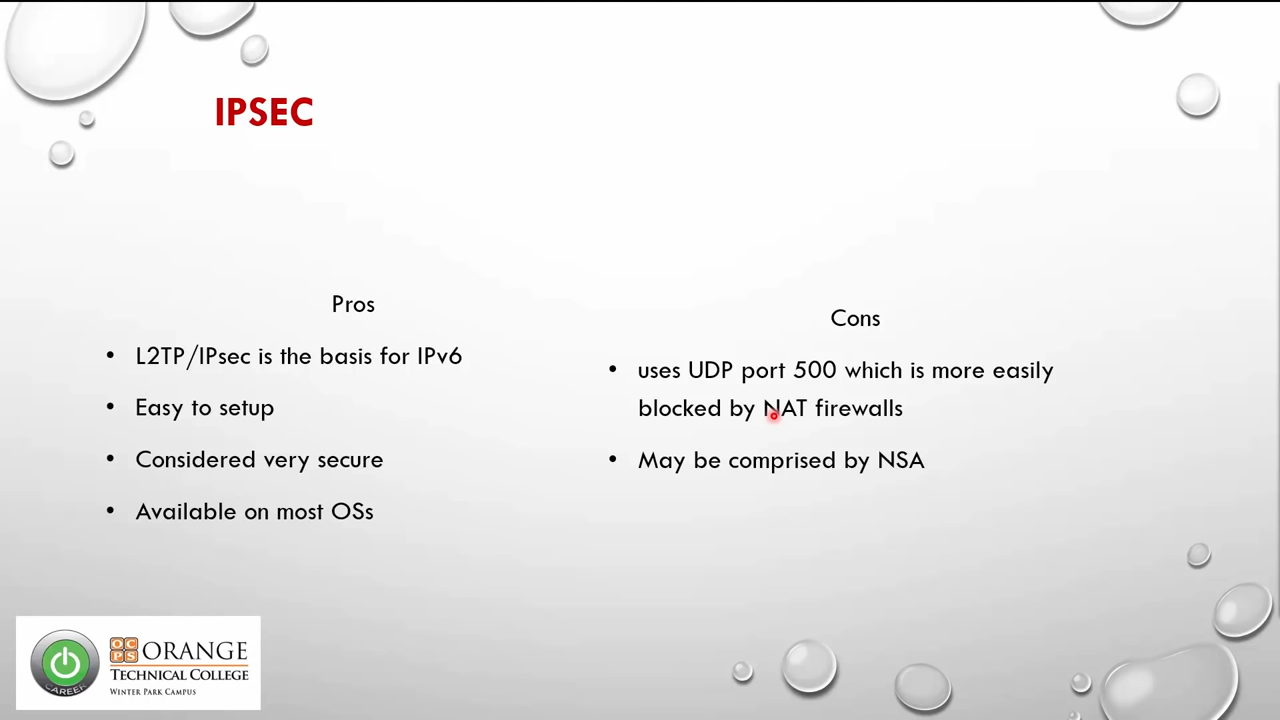 IPSEC
Pros
• L2TP/IPsec is the basis for IPv6
• Easy to setup
• Considered very secure
• Available on most OSs
Cons
• uses UDP port 500 which is more easily
blocked by NAT firewalls
• May be comprised by NSA
CAREER
OCPS
ORANGE
TECHNICAL COLLEGE
WINTER PARK CAMPUS